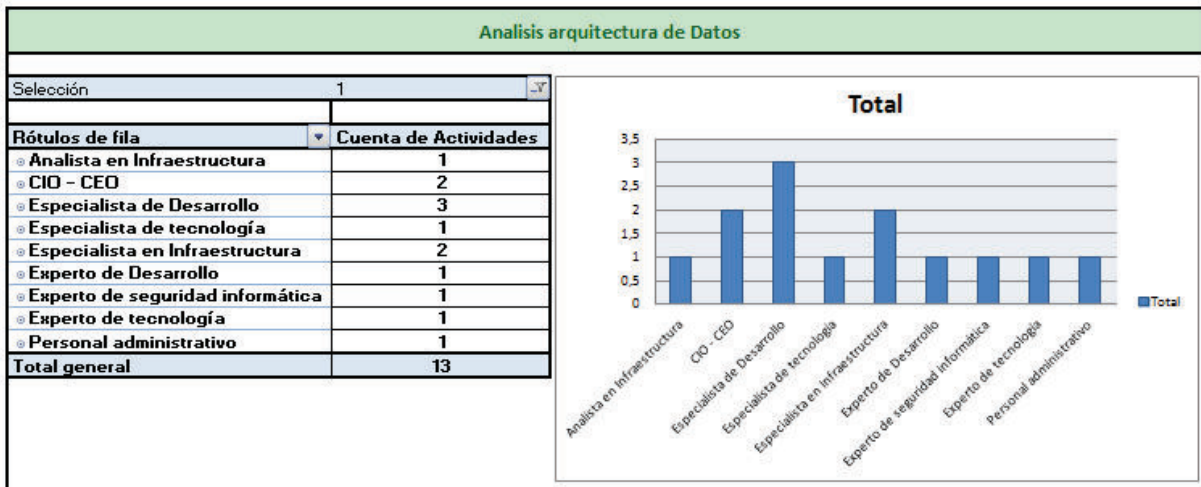 Analisis arquitectura de Datos
Selección 1
Rótulos de fila Cuenta de Actividades
Analista en Infraestructura 1
CIO - CEO 2
Especialista de Desarrollo 3
Especialista de tecnología 1
Especialista en Infraestructura 2
Experto de Desarrollo 1
Experto de seguridad informática 1
Experto de tecnología 1
Personal administrativo 1
Total general 13
Total
3,5
3
2,5
2
1,5
1
0,5
0
Analista en Infraestructura
CIO - CEO
Especialista de Desarrollo
Especialista de tecnología
Especialista en Infraestructura
Experto de Desarrollo
Experto de seguridad informática
Experto de tecnología
Personal administrativo
Total